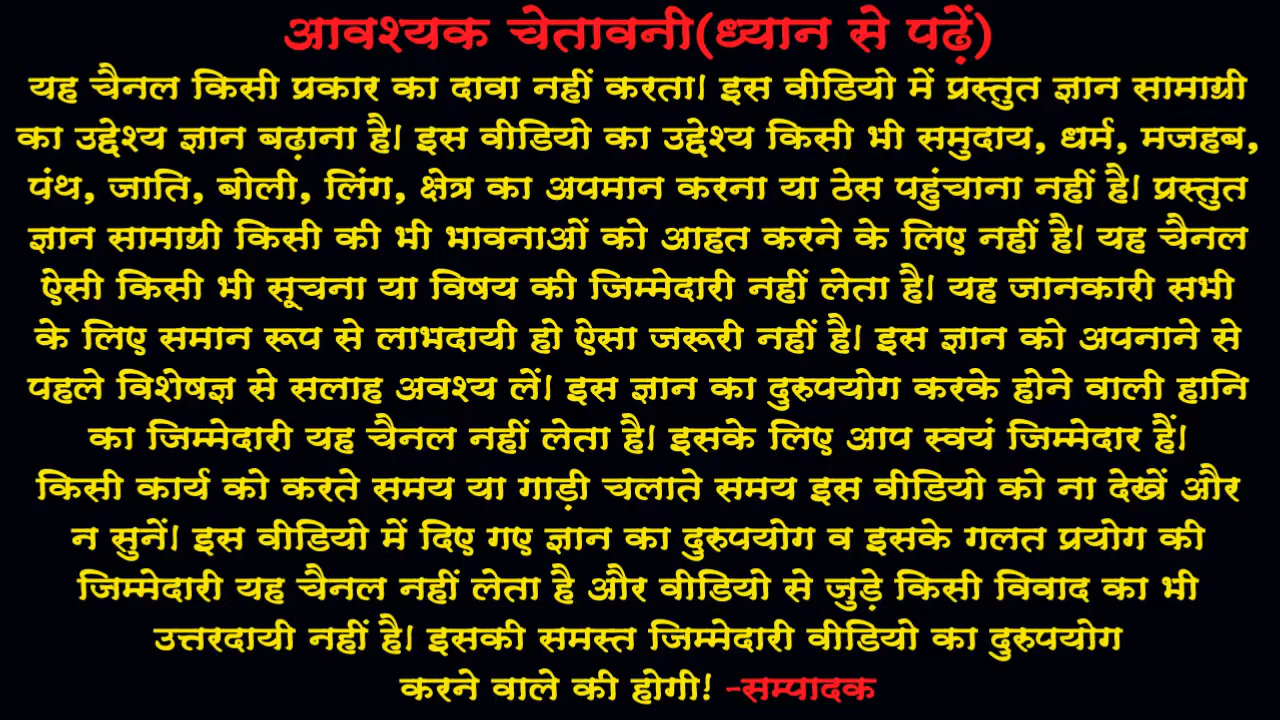 आवश्यक चेतावनी(ध्यान से पढ़ें)
यह चैनल किसी प्रकार का दावा नहीं करता। इस वीडियो में प्रस्तुत ज्ञान सामाग्री
का उद्देश्य ज्ञान बढ़ाना है। इस वीडियो का उद्देश्य किसी भी समुदाय, धर्म, मजहब,
पंथ, जाति, बोली, लिंग, क्षेत्र का अपमान करना या ठेस पहुंचाना नहीं है। प्रस्तुत
ज्ञान सामाग्री किसी की भी भावनाओं को आहत करने के लिए नहीं है। यह चैनल
ऐसी किसी भी सूचना या विषय की जिम्मेदारी नहीं लेता है। यह जानकारी सभी
के लिए समान रूप से लाभदायी हो ऐसा जरूरी नहीं है। इस ज्ञान को अपनाने से
पहले विशेषज्ञ से सलाह अवश्य लें। इस ज्ञान का दुरुपयोग करके होने वाली हानि
का जिम्मेदारी यह चैनल नहीं लेता है। इसके लिए आप स्वयं जिम्मेदार हैं।
किसी कार्य को करते समय या गाड़ी चलाते समय इस वीडियो को ना देखें और
न सुनें। इस वीडियो में दिए गए ज्ञान का दुरुपयोग व इसके गलत प्रयोग की
जिम्मेदारी यह चैनल नहीं लेता है और वीडियो से जुड़े किसी विवाद का भी
उत्तरदायी नहीं है। इसकी समस्त जिम्मेदारी वीडियो का दुरुपयोग
करने वाले की होगी! -सम्पादक